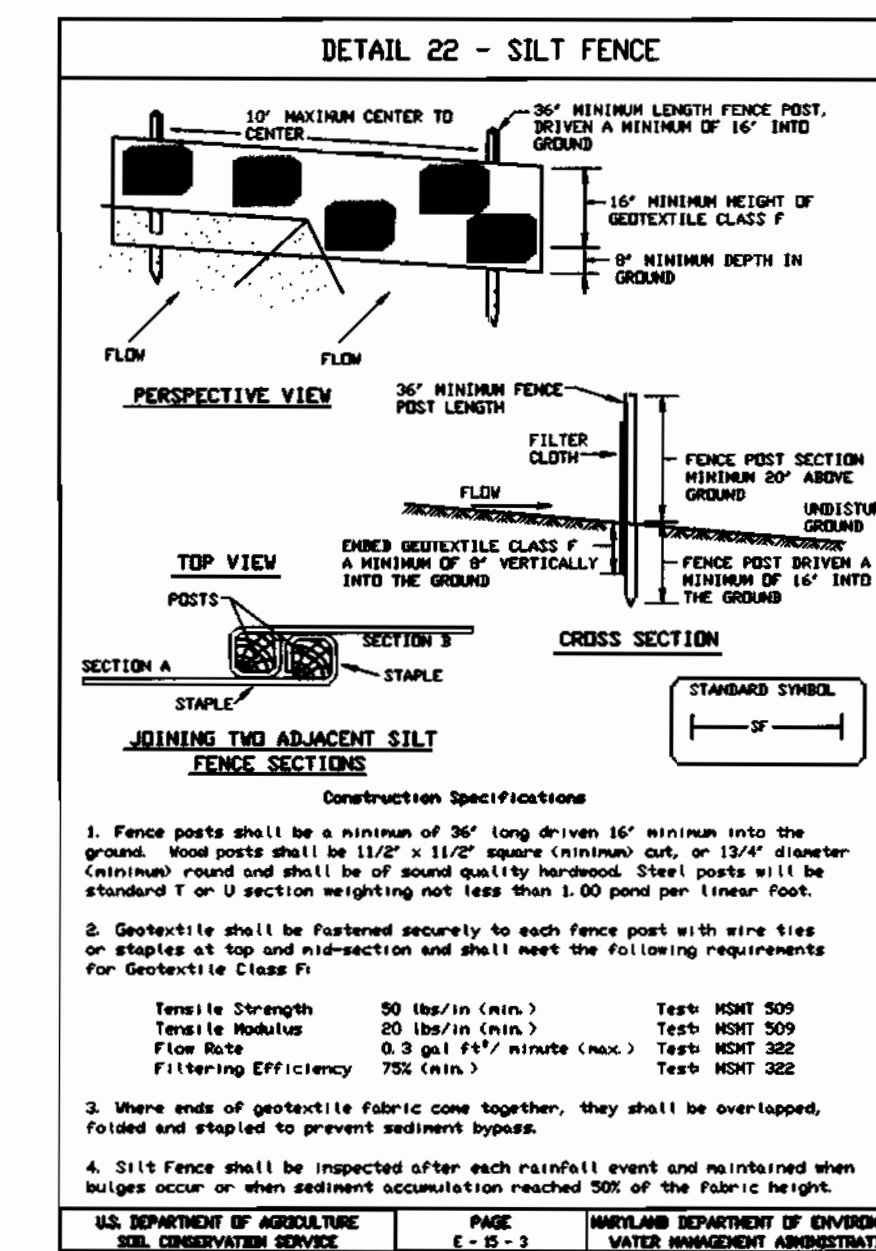 DETAIL 22 - SILT FENCE
10' MAXIMUM CENTER TO
CENTER
36" MINIMUM LENGTH FENCE POST,
DRIVEN A MINIMUM OF 16" INTO
GROUND
16" MINIMUM HEIGHT OF
GEOTEXTILE CLASS F
8" MINIMUM DEPTH IN
GROUND
FLOW
FLOW
PERSPECTIVE VIEW
36" MINIMUM FENCE
POST LENGTH
FILTER
CLOTH
FENCE POST SECTION
MINIMUM 20" ABOVE
GROUND
FLOW
UNDISTUR
GROUND
EMBED GEOTEXTILE CLASS F
A MINIMUM OF 8" VERTICALLY
INTO THE GROUND
FENCE POST DRIVEN A
MINIMUM OF 16" INTO
THE GROUND
CROSS SECTION
TOP VIEW
POSTS
SECTION B
SECTION A
STAPLE
STAPLE
JOINING TWO ADJACENT SILT
FENCE SECTIONS
STANDARD SYMBOL
SF
Construction Specifications
1. Fence posts shall be a minimum of 36" long driven 16" minimum into the
ground. Wood posts shall be 11/2" x 11/2" square (minimum) cut, or 13/4" diameter
(minimum) round and shall be of sound quality hardwood. Steel posts will be
standard T or U section weighting not less than 1.00 pond per linear foot.
2. Geotextile shall be fastened securely to each fence post with wire ties
or staples at top and mid-section and shall meet the following requirements
for Geotextile Class F:
Tensile Strength 50 lbs/in (min.) Test: MSMT 509
Tensile Modulus 20 lbs/in (min.) Test: MSMT 509
Flow Rate 0.3 gal ft²/ minute (max.) Test: MSMT 322
Filtering Efficiency 75% (min.) Test: MSMT 322
3. Where ends of geotextile fabric come together, they shall be overlapped,
folded and stapled to prevent sediment bypass.
4. Silt Fence shall be inspected after each rainfall event and maintained when
bulges occur or when sediment accumulation reached 50% of the fabric height.
U.S. DEPARTMENT OF AGRICULTURE
SOIL CONSERVATION SERVICE
PAGE
E - 15 - 3
MARYLAND DEPARTMENT OF ENVIRON
WATER MANAGEMENT ADMINISTRATI